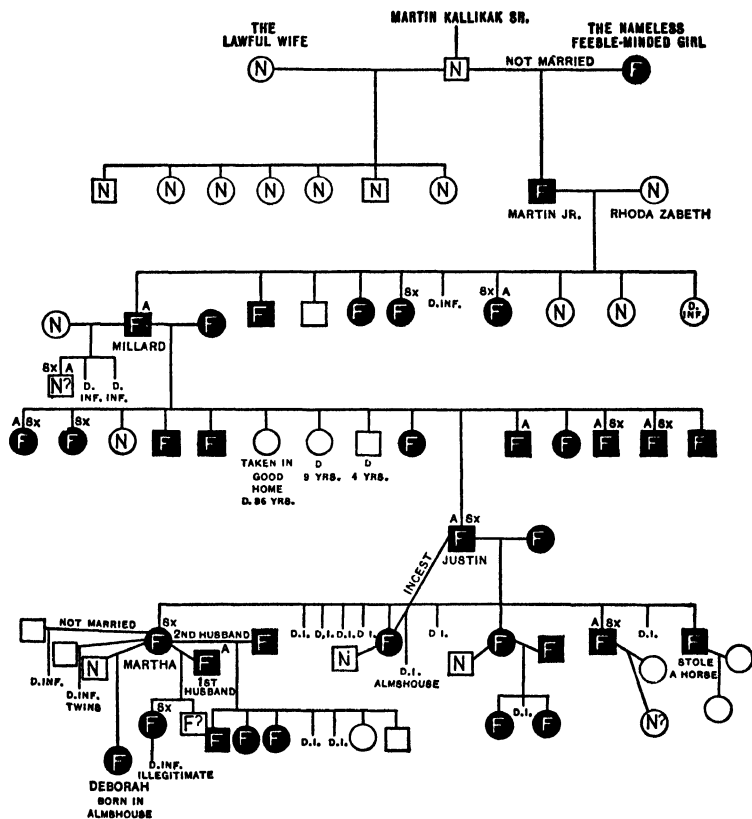 THE
LAWFUL WIFE
MARTIN KALLIKAK SR.
THE NAMELESS
FEEBLE-MINDED GIRL
N N NOT MARRIED F
N N N N N N N F N
MARTIN JR. RHODA ZABETH
A Sx Sx A
N F F F F F D.INF. F N N D.
INF.
MILLARD
Sx A
N? D. D.
INF. INF.
A Sx Sx A A Sx A Sx
F F N F F F F F F F F
TAKEN IN
GOOD
HOME
D. 86 YRS.
D
9 YRS.
D
4 YRS.
A Sx
F F
JUSTIN
INCEST
NOT MARRIED Sx
2ND HUSBAND
D.I. D.I. D.I. D I. D I. A Sx D.I.
F F F F F F F
MARTHA N A F N N
1ST
HUSBAND
D.INF.
D.INF.
TWINS
D.I.
ALMSHOUSE
STOLE
A HORSE
Sx
F F? F F F D.I. D.I. F D.I. F N?
D.INF.
ILLEGITIMATE
F
DEBORAH
BORN IN
ALMSHOUSE